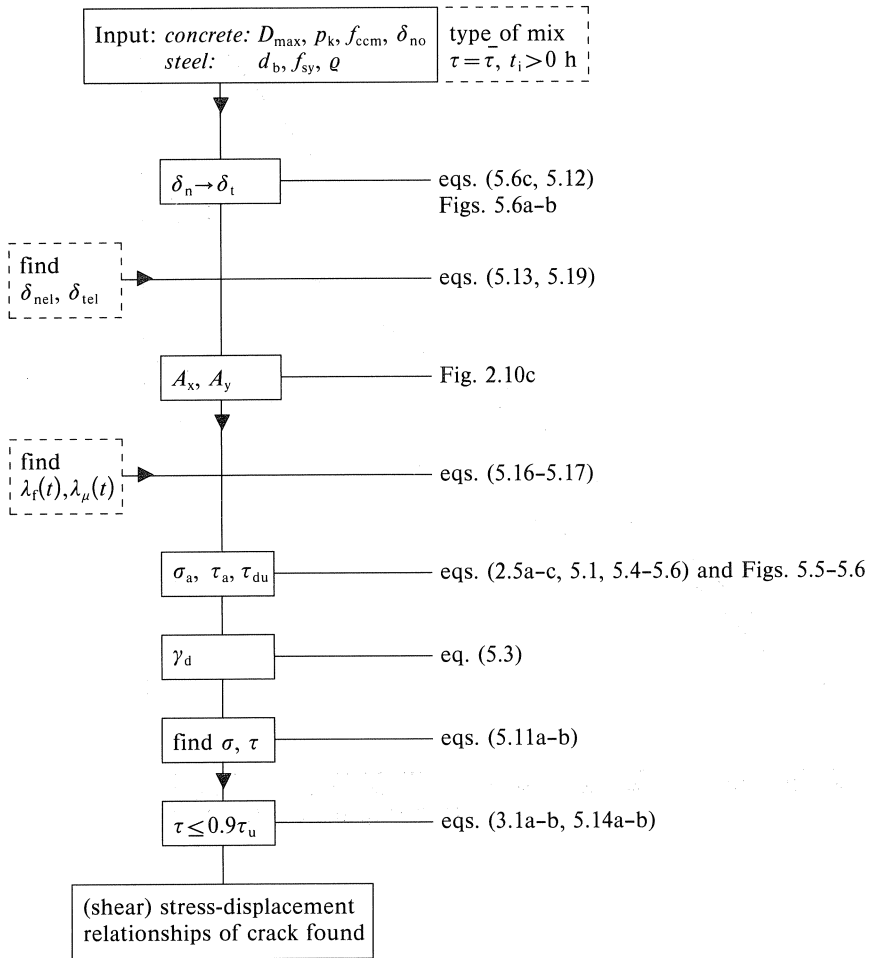 Input: concrete: Dmax, pk, fccm, δno
steel: db, fsy, ϱ
type of mix
τ=τ̄, ti>0 h
δn→δt
eqs. (5.6c, 5.12)
Figs. 5.6a–b
find
δnel, δtel
eqs. (5.13, 5.19)
Ax, Ay
Fig. 2.10c
find
λf(t),λμ(t)
eqs. (5.16–5.17)
σa, τa, τdu
eqs. (2.5a–c, 5.1, 5.4–5.6) and Figs. 5.5–5.6
γd
eq. (5.3)
find σ, τ
eqs. (5.11a–b)
τ≤0.9τu
eqs. (3.1a–b, 5.14a–b)
(shear) stress-displacement
relationships of crack found